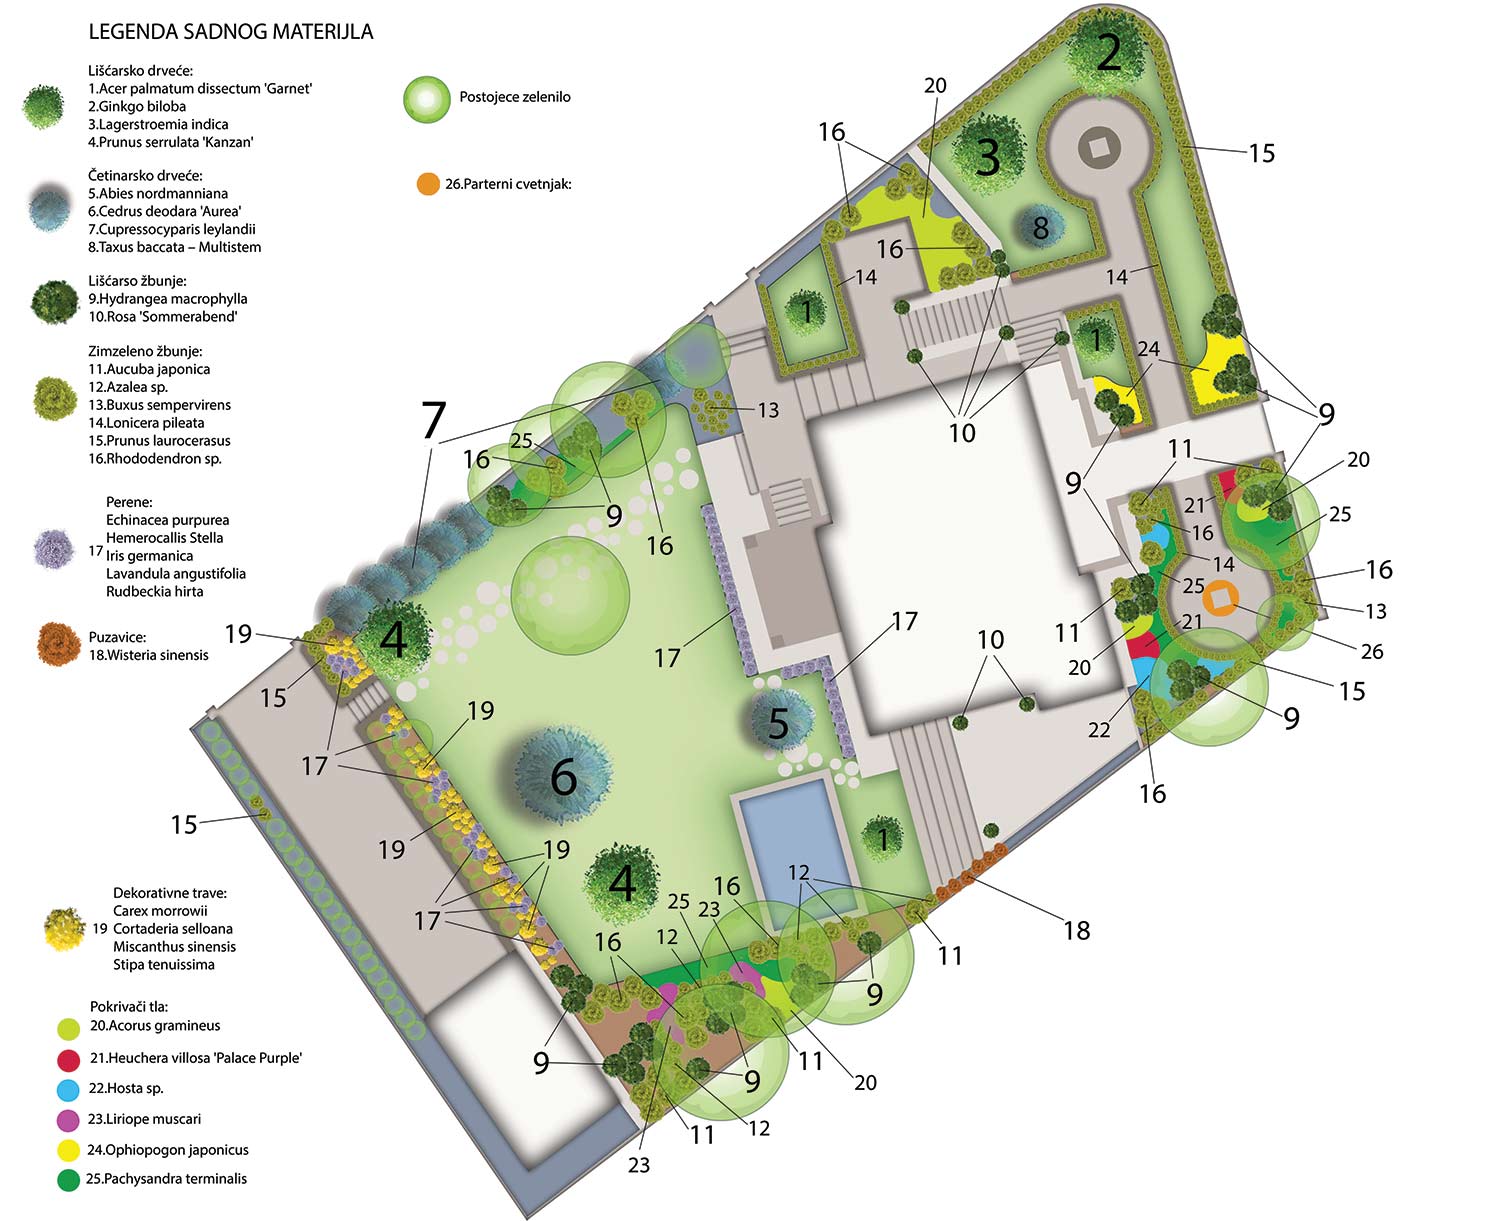 LEGENDA SADNOG MATERIJLA
Lišćarsko drveće:
1.Acer palmatum dissectum 'Garnet'
2.Ginkgo biloba
3.Lagerstroemia indica
4.Prunus serrulata 'Kanzan'
Četinarsko drveće:
5.Abies nordmanniana
6.Cedrus deodara 'Aurea'
7.Cupressocyparis leylandii
8.Taxus baccata – Multistem
Lišćarso žbunje:
9.Hydrangea macrophylla
10.Rosa 'Sommerabend'
Zimzeleno žbunje:
11.Aucuba japonica
12.Azalea sp.
13.Buxus sempervirens
14.Lonicera pileata
15.Prunus laurocerasus
16.Rhododendron sp.
Perene:
Echinacea purpurea
Hemerocallis Stella
17 Iris germanica
Lavandula angustifolia
Rudbeckia hirta
Puzavice:
18.Wisteria sinensis
Dekorativne trave:
Carex morrowii
19 Cortaderia selloana
Miscanthus sinensis
Stipa tenuissima
Pokrivači tla:
20.Acorus gramineus
21.Heuchera villosa 'Palace Purple'
22.Hosta sp.
23.Liriope muscari
24.Ophiopogon japonicus
25.Pachysandra terminalis
Postojece zelenilo
26.Parterni cvetnjak:
2
20
16
3
15
8
16
14
14
1
1
24
7
13
9
10
25
16
11
20
9
21
9
25
16
16
14
16
25
13
17
11
21
19
4
17
10
20
26
15
15
19
5
22
9
17
6
16
15
19
19
1
4
12
16
25
23
17
18
16
12
11
9
9
11
20
9
12
11
23